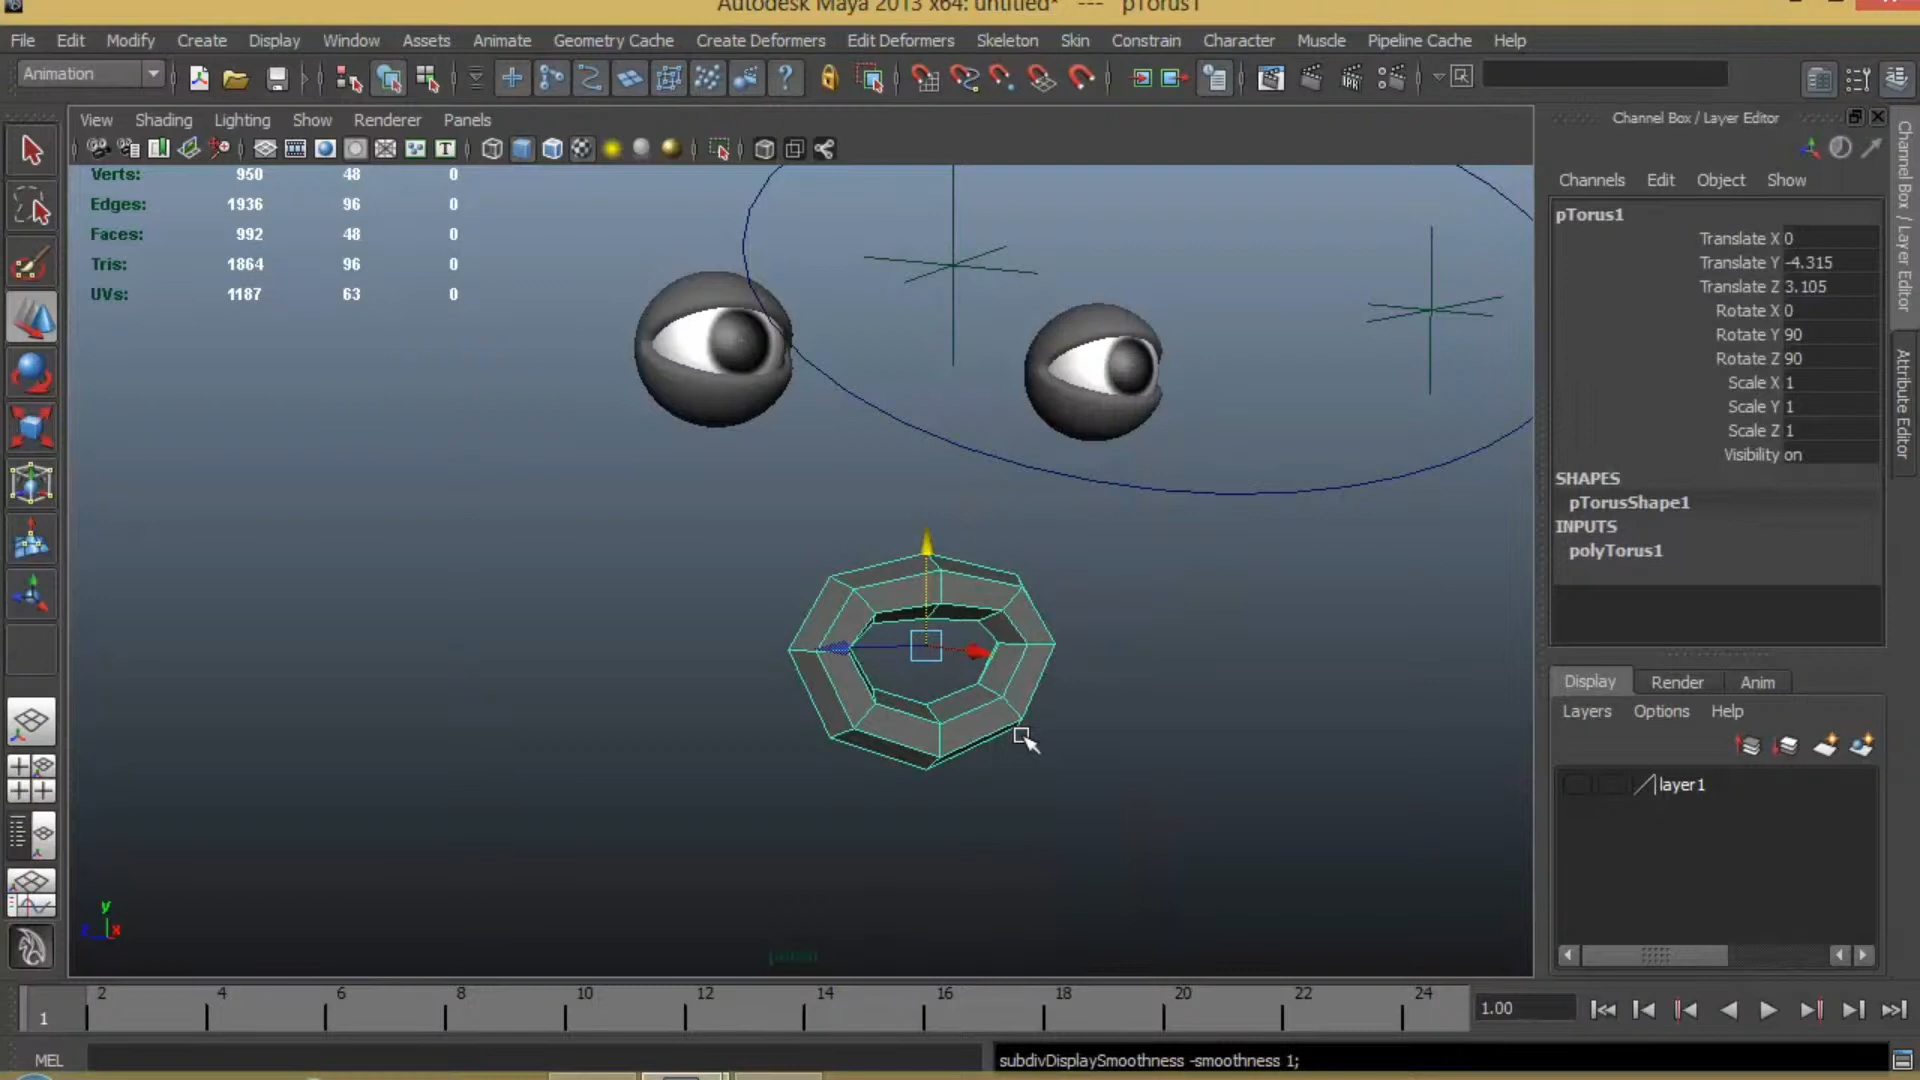 Autodesk Maya 2013 x64: untitled* --- pTorus1
File Edit Modify Create Display Window Assets Animate Geometry Cache Create Deformers Edit Deformers Skeleton Skin Constrain Character Muscle Pipeline Cache Help
Animation
IPR
View Shading Lighting Show Renderer Panels
Channel Box / Layer Editor
Verts: 950 48 0
Edges: 1936 96 0
Faces: 992 48 0
Tris: 1864 96 0
UVs: 1187 63 0
Channels Edit Object Show
pTorus1
Translate X 0
Translate Y -4.315
Translate Z 3.105
Rotate X 0
Rotate Y 90
Rotate Z 90
Scale X 1
Scale Y 1
Scale Z 1
Visibility on
SHAPES
pTorusShape1
INPUTS
polyTorus1
Channel Box / Layer Editor
Attribute Editor
Display Render Anim
Layers Options Help
layer1
y
z x
2 4 6 8 10 12 14 16 18 20 22 24
1
1.00
MEL
subdivDisplaySmoothness -smoothness 1;